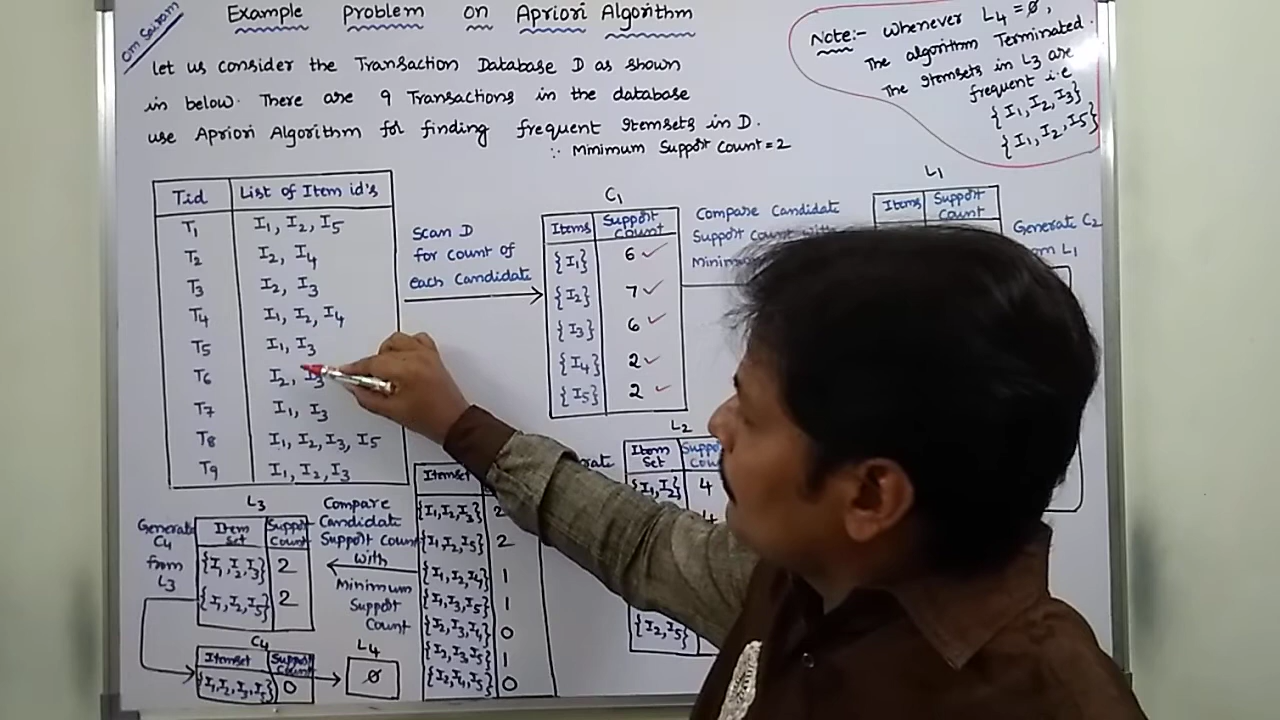 Om Sairam
Example Problem on Apriori Algorithm
Let us consider the Transaction Database D as shown
in below. There are 9 Transactions in the database
use Apriori Algorithm for finding frequent Itemsets in D.
∵ Minimum Support Count = 2
Note:- Whenever L4 = ∅,
The algorithm Terminated.
The Itemsets in L3 are
frequent i.e
{I1, I2, I3}
{I1, I2, I5}
Tid List of Item id's
T1 I1, I2, I5
T2 I2, I4
T3 I2, I3
T4 I1, I2, I4
T5 I1, I3
T6 I2, I3
T7 I1, I3
T8 I1, I2, I3, I5
T9 I1, I2, I3
Scan D
for count of
each Candidate
C1
Items Support Count
{I1} 6 ✓
{I2} 7 ✓
{I3} 6 ✓
{I4} 2 ✓
{I5} 2 ✓
Compare Candidate
Support Count with
L1
Items Support Count
Generate C2
from L1
L2
Item Set
{I1, I2} 4
4
{I2, I5}
Itemset
{I1, I2, I3} 2
{I1, I2, I5} 2
{I1, I2, I4} 1
{I1, I3, I5} 1
{I2, I3, I4} 0
{I2, I3, I5} 1
{I2, I4, I5} 0
Compare
Candidate
Support Count
with
Minimum
Support
Count
L3
Item Set Support Count
{I1, I2, I3} 2
{I1, I2, I5} 2
Generate
C4
from
L3
C4
Itemset Support Count
{I1, I2, I3, I5} 0
L4
∅